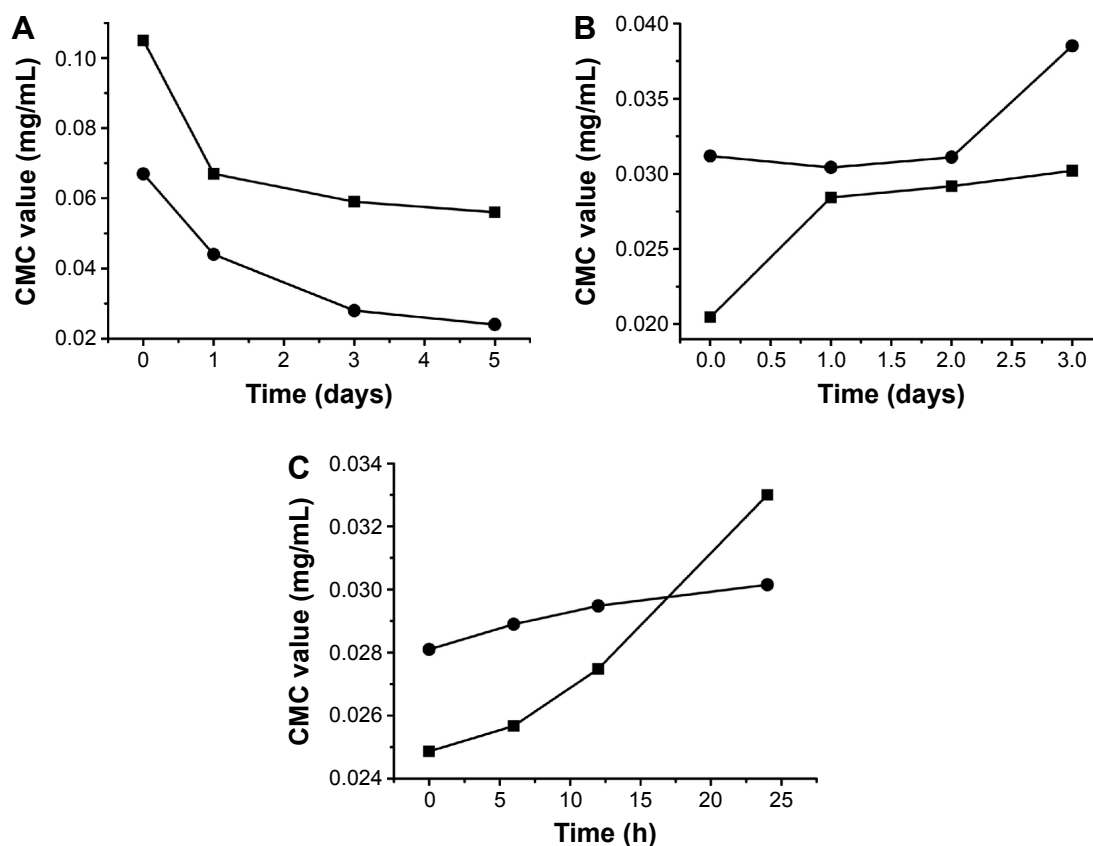 A
CMC value (mg/mL)
0.10
0.08
0.06
0.04
0.02
0 1 2 3 4 5
Time (days)
B
CMC value (mg/mL)
0.040
0.035
0.030
0.025
0.020
0.0 0.5 1.0 1.5 2.0 2.5 3.0
Time (days)
C
CMC value (mg/mL)
0.034
0.032
0.030
0.028
0.026
0.024
0 5 10 15 20 25
Time (h)